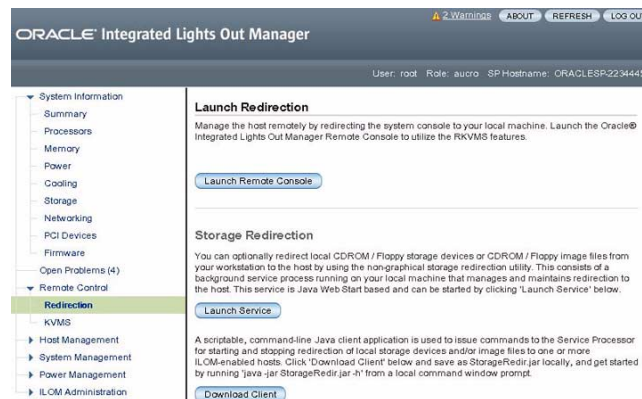 2 Warnings ABOUT REFRESH LOG OUT
ORACLE Integrated Lights Out Manager
User: root Role: aucro SP Hostname: ORACLESP-2234445
System Information
Summary
Processors
Memory
Power
Cooling
Storage
Networking
PCI Devices
Firmware
Open Problems (4)
Remote Control
Redirection
KVMS
Host Management
System Management
Power Management
ILOM Administration
Launch Redirection
Manage the host remotely by redirecting the system console to your local machine. Launch the Oracle®
Integrated Lights Out Manager Remote Console to utilize the RKVMS features.
Launch Remote Console
Storage Redirection
You can optionally redirect local CDROM / Floppy storage devices or CDROM / Floppy image files from
your workstation to the host by using the non-graphical storage redirection utility. This consists of a
background service process running on your local machine that manages and maintains redirection to
the host. This service is Java Web Start based and can be started by clicking 'Launch Service' below.
Launch Service
A scriptable, command-line Java client application is used to issue commands to the Service Processor
for starting and stopping redirection of local storage devices and/or image files to one or more
ILOM-enabled hosts. Click 'Download Client' below and save as StorageRedir.jar locally, and get started
by running 'java -jar StorageRedir.jar -h' from a local command window prompt.
Download Client